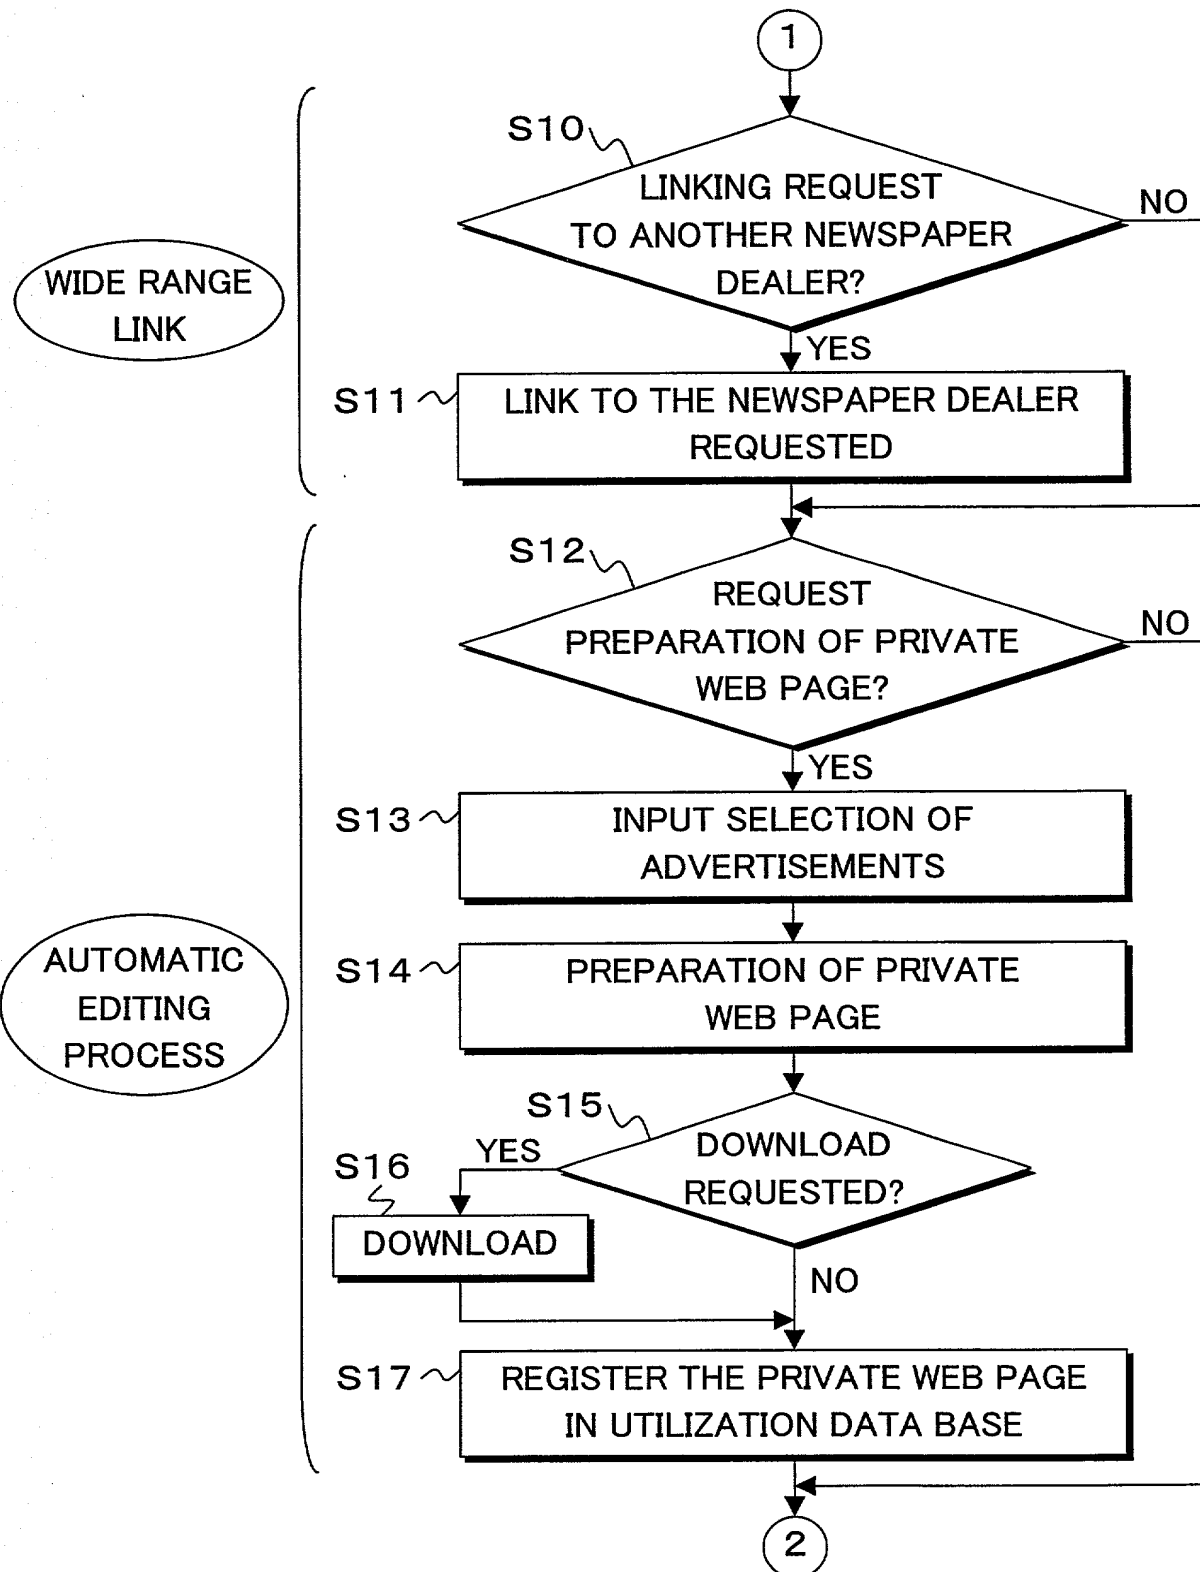 1
S10
LINKING REQUEST
TO ANOTHER NEWSPAPER
DEALER?
NO
WIDE RANGE
LINK
YES
S11
LINK TO THE NEWSPAPER DEALER
REQUESTED
S12
REQUEST
PREPARATION OF PRIVATE
WEB PAGE?
NO
YES
S13
INPUT SELECTION OF
ADVERTISEMENTS
AUTOMATIC
EDITING
PROCESS
S14
PREPARATION OF PRIVATE
WEB PAGE
S15
DOWNLOAD
REQUESTED?
YES
S16
DOWNLOAD
NO
S17
REGISTER THE PRIVATE WEB PAGE
IN UTILIZATION DATA BASE
2